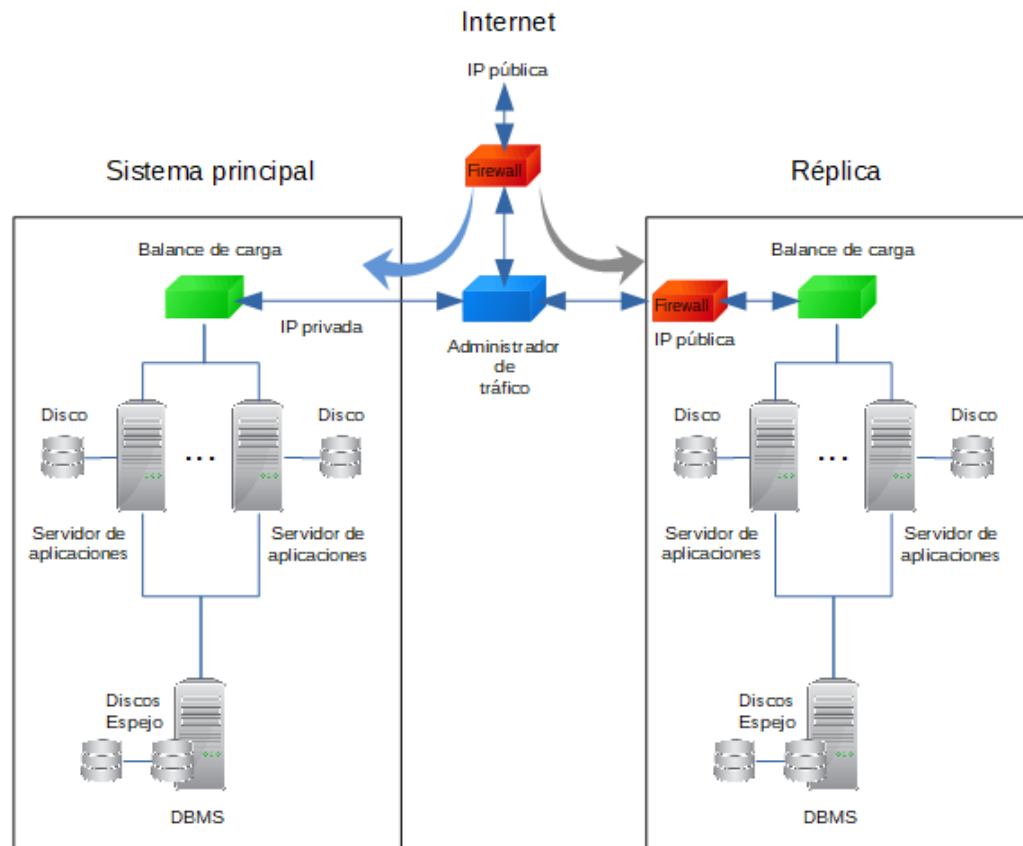 Internet
IP pública
Firewall
Sistema principal
Réplica
Balance de carga
IP privada
Administrador
de
tráfico
Firewall
IP pública
Balance de carga
Disco
Disco
...
Servidor de
aplicaciones
Servidor de
aplicaciones
Discos
Espejo
DBMS
Disco
Disco
...
Servidor de
aplicaciones
Servidor de
aplicaciones
Discos
Espejo
DBMS